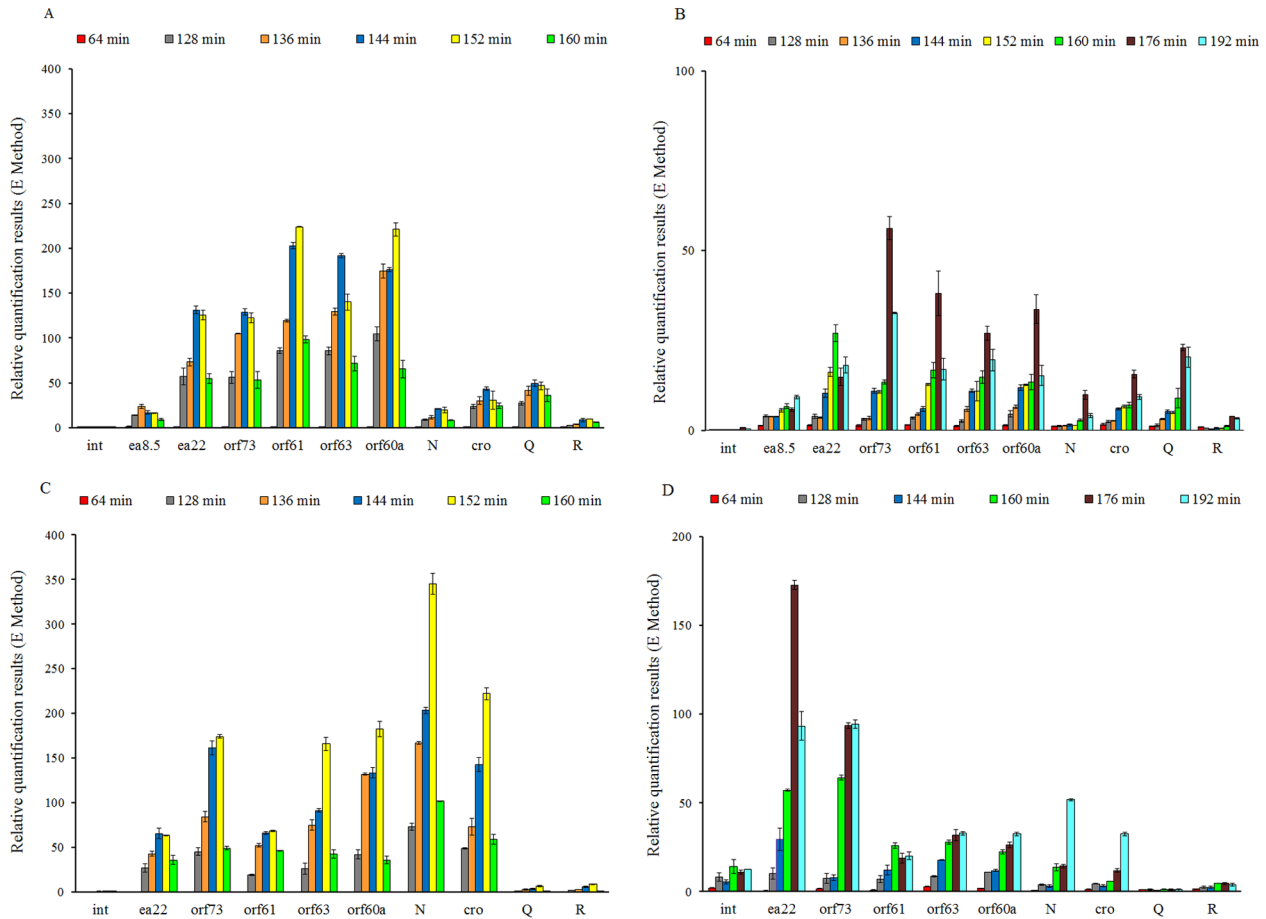 A
64 min 128 min 136 min 144 min 152 min 160 min
Relative quantification results (E Method)
400
350
300
250
200
150
100
50
0
int ea8.5 ea22 orf73 orf61 orf63 orf60a N cro Q R
B
64 min 128 min 136 min 144 min 152 min 160 min 176 min 192 min
Relative quantification results (E Method)
100
50
0
int ea8.5 ea22 orf73 orf61 orf63 orf60a N cro Q R
C
64 min 128 min 136 min 144 min 152 min 160 min
Relative quantification results (E Method)
400
350
300
250
200
150
100
50
0
int ea22 orf73 orf61 orf63 orf60a N cro Q R
D
64 min 128 min 144 min 160 min 176 min 192 min
Relative quantification results (E Method)
200
150
100
50
0
int ea22 orf73 orf61 orf63 orf60a N cro Q R